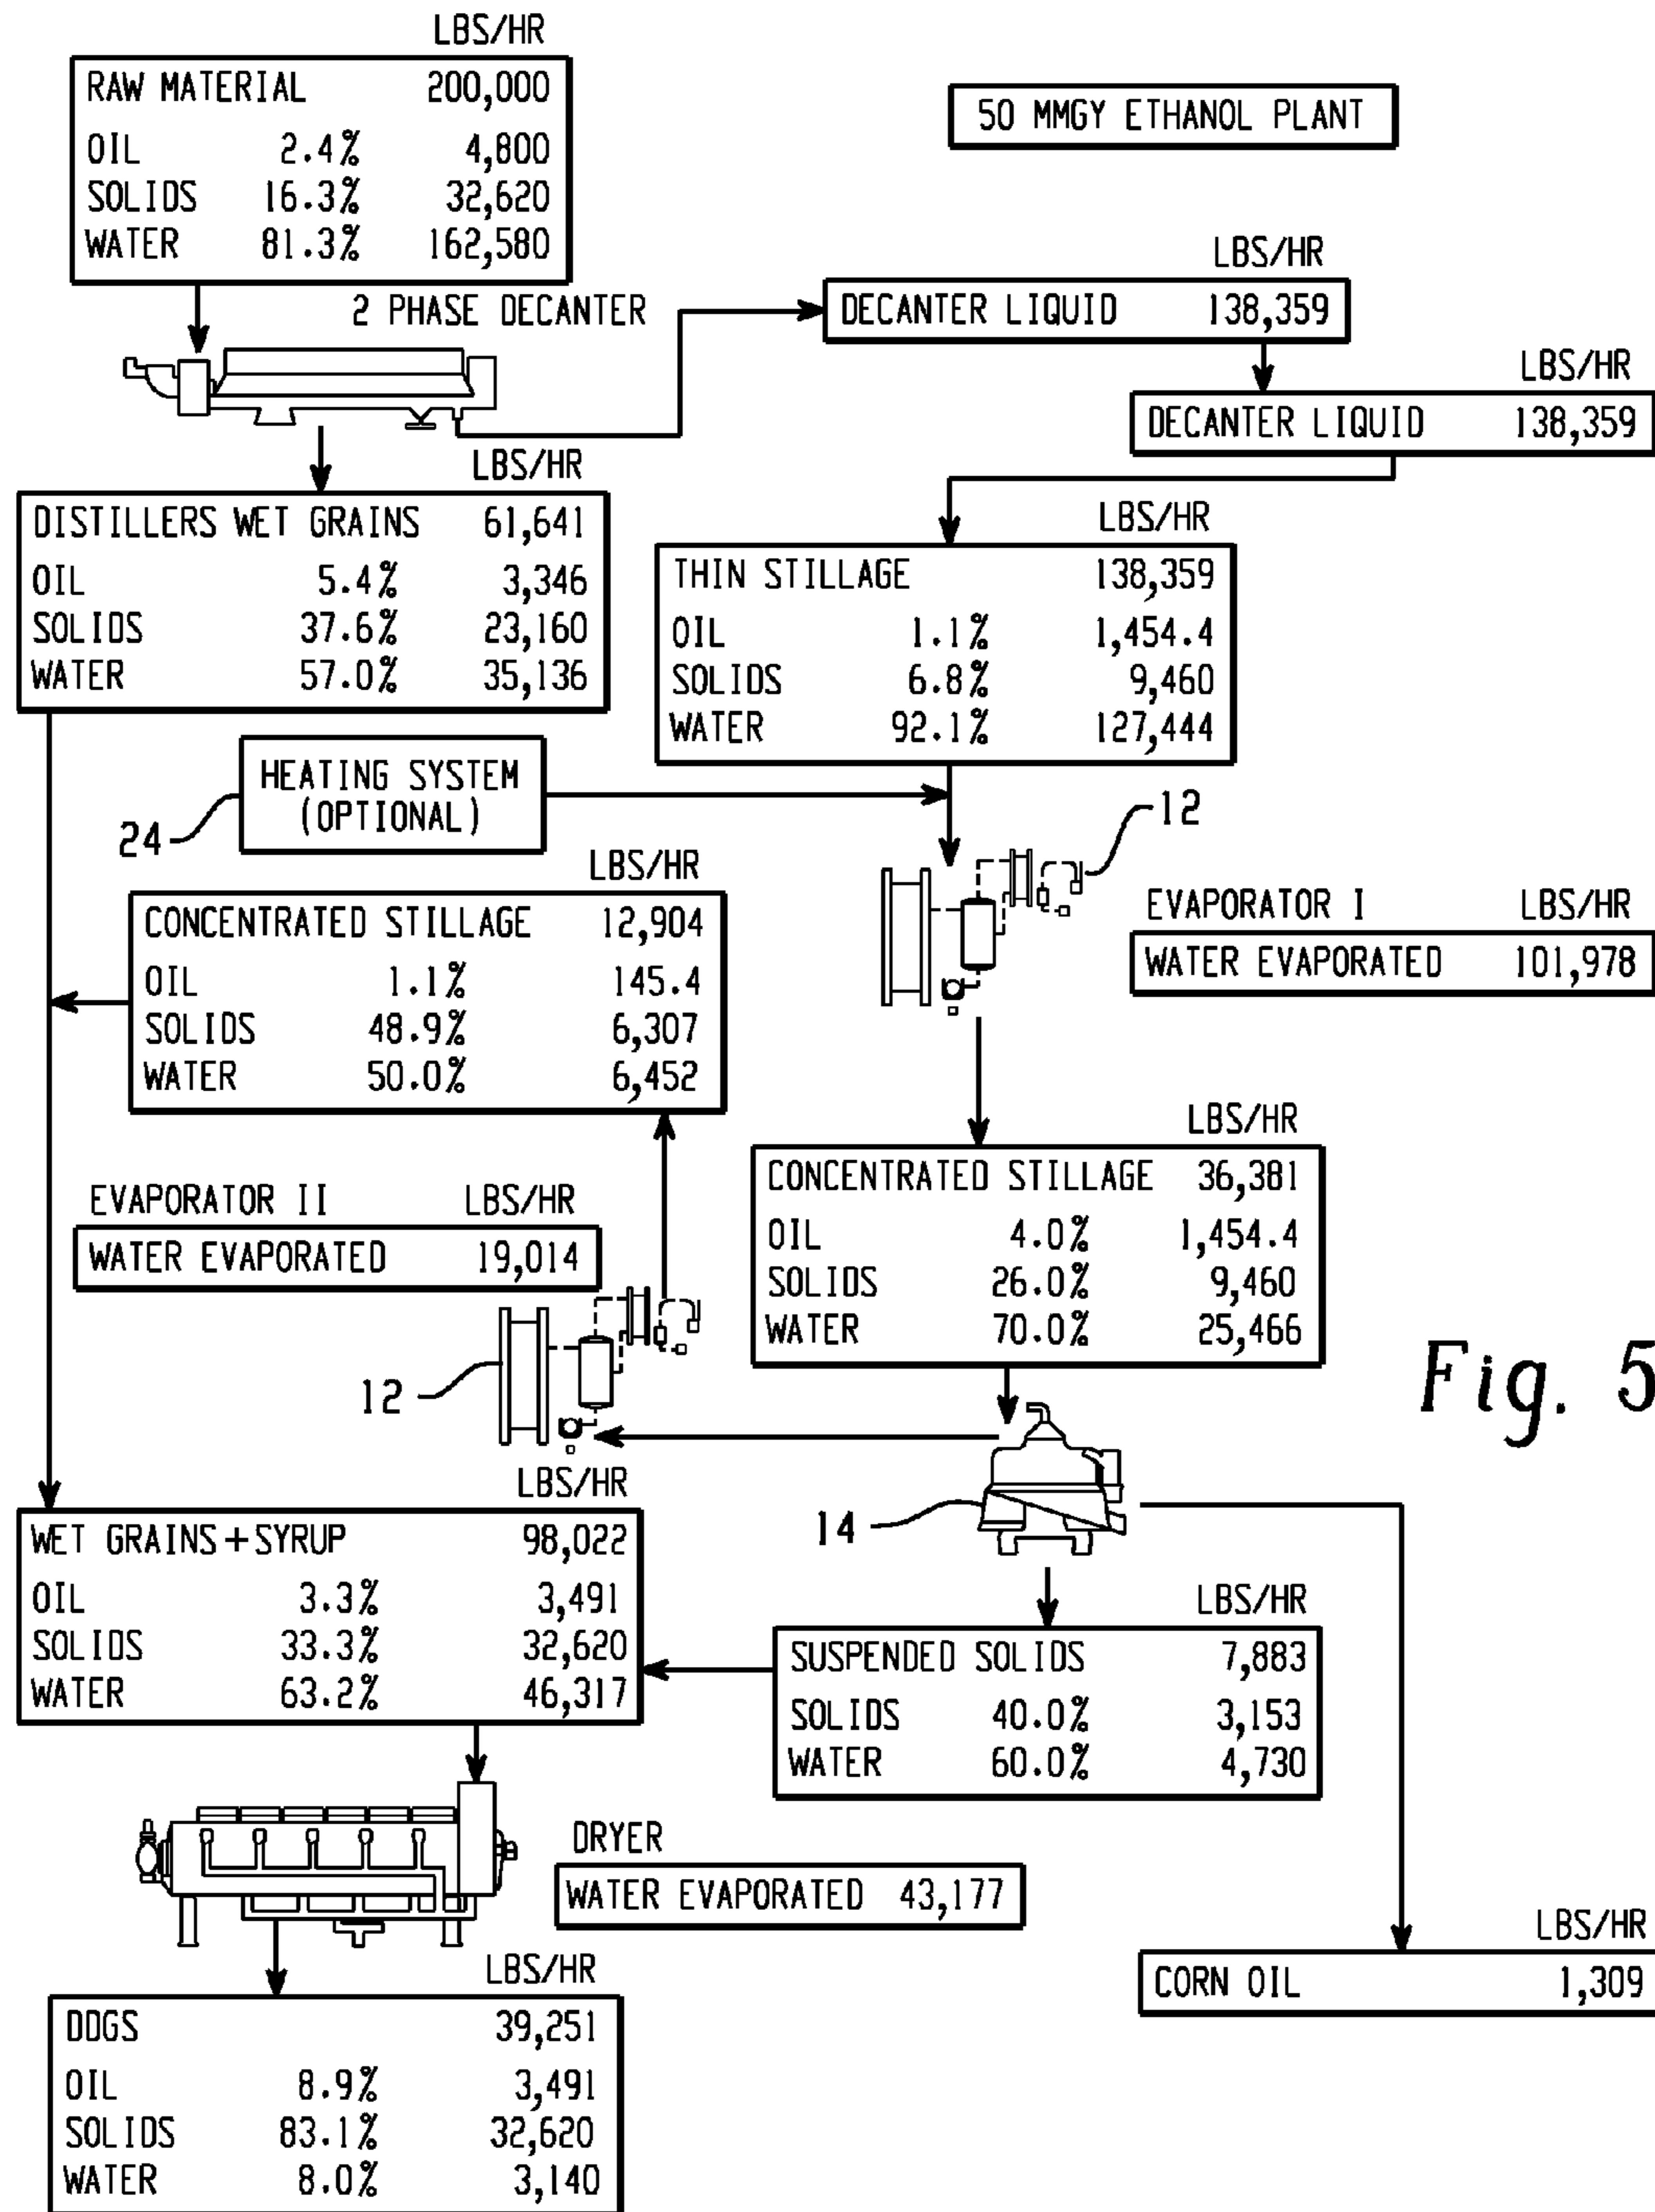 LBS/HR
RAW MATERIAL 200,000
OIL 2.4% 4,800
SOLIDS 16.3% 32,620
WATER 81.3% 162,580
50 MMGY ETHANOL PLANT
2 PHASE DECANTER
LBS/HR
DECANTER LIQUID 138,359
LBS/HR
DECANTER LIQUID 138,359
LBS/HR
DISTILLERS WET GRAINS 61,641
OIL 5.4% 3,346
SOLIDS 37.6% 23,160
WATER 57.0% 35,136
LBS/HR
THIN STILLAGE 138,359
OIL 1.1% 1,454.4
SOLIDS 6.8% 9,460
WATER 92.1% 127,444
HEATING SYSTEM
(OPTIONAL)
24
12
EVAPORATOR I LBS/HR
WATER EVAPORATED 101,978
LBS/HR
CONCENTRATED STILLAGE 12,904
OIL 1.1% 145.4
SOLIDS 48.9% 6,307
WATER 50.0% 6,452
LBS/HR
CONCENTRATED STILLAGE 36,381
OIL 4.0% 1,454.4
SOLIDS 26.0% 9,460
WATER 70.0% 25,466
EVAPORATOR II LBS/HR
WATER EVAPORATED 19,014
12
Fig. 5
14
LBS/HR
WET GRAINS+SYRUP 98,022
OIL 3.3% 3,491
SOLIDS 33.3% 32,620
WATER 63.2% 46,317
LBS/HR
SUSPENDED SOLIDS 7,883
SOLIDS 40.0% 3,153
WATER 60.0% 4,730
DRYER
WATER EVAPORATED 43,177
LBS/HR
CORN OIL 1,309
LBS/HR
DDGS 39,251
OIL 8.9% 3,491
SOLIDS 83.1% 32,620
WATER 8.0% 3,140